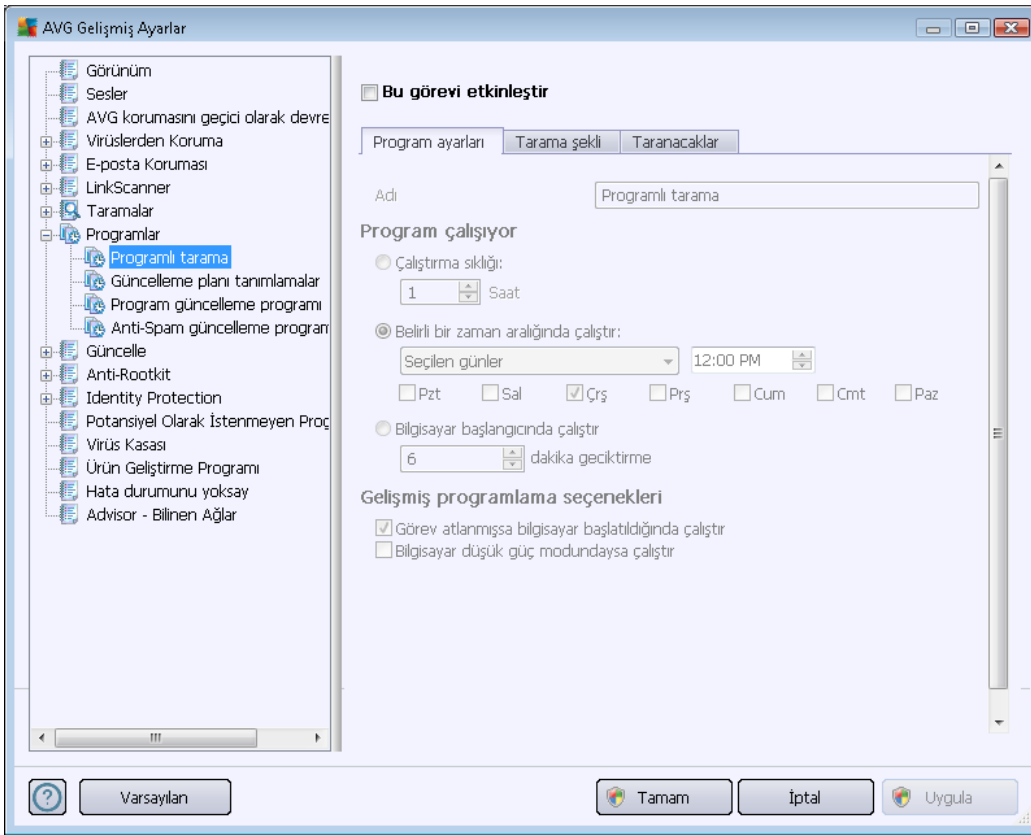 AVG Gelişmiş Ayarlar
Görünüm
Sesler
AVG korumasını geçici olarak devre
Virüslerden Koruma
E-posta Koruması
LinkScanner
Taramalar
Programlar
Programlı tarama
Güncelleme planı tanımlamalar
Program güncelleme programı
Anti-Spam güncelleme program
Güncelle
Anti-Rootkit
Identity Protection
Potansiyel Olarak İstenmeyen Prog
Virüs Kasası
Ürün Geliştirme Programı
Hata durumunu yoksay
Advisor - Bilinen Ağlar
Bu görevi etkinleştir
Program ayarları Tarama şekli Taranacaklar
Adı Programlı tarama
Program çalışıyor
Çalıştırma sıklığı:
1 Saat
Belirli bir zaman aralığında çalıştır:
Seçilen günler 12:00 PM
Pzt Sal Çrş Prş Cum Cmt Paz
Bilgisayar başlangıcında çalıştır
6 dakika geciktirme
Gelişmiş programlama seçenekleri
Görev atlanmışsa bilgisayar başlatıldığında çalıştır
Bilgisayar düşük güç modundaysa çalıştır
Varsayılan Tamam İptal Uygula